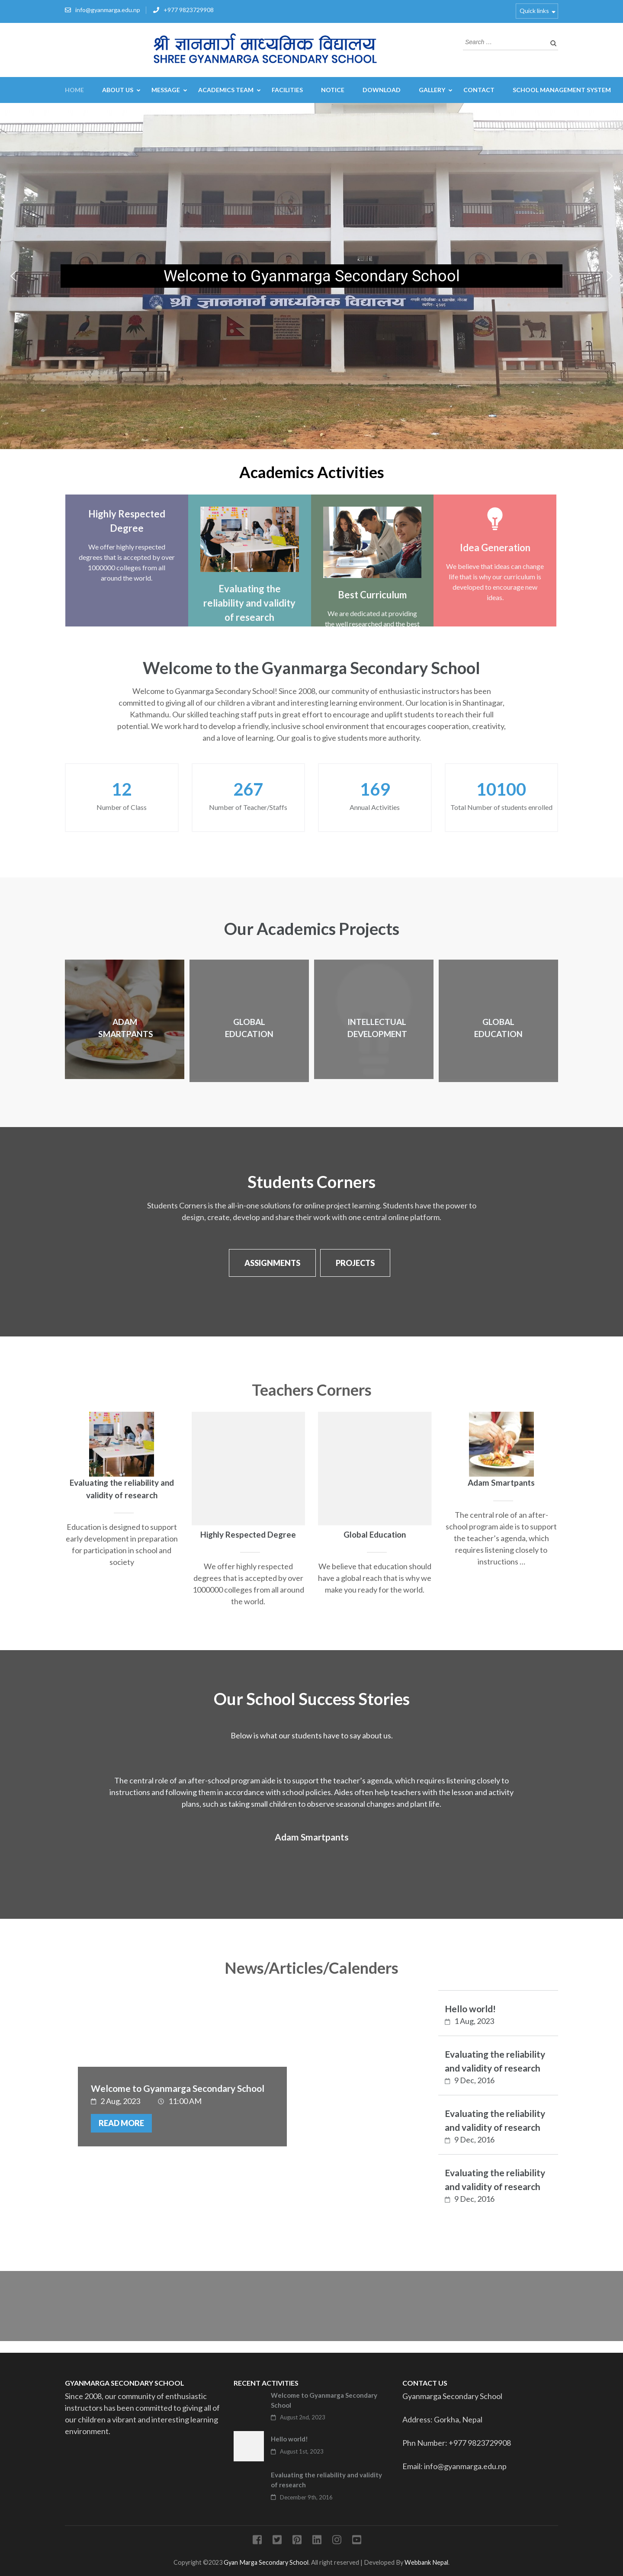 info@gyanmarga.edu.np
+977 9823729908
Quick links
श्री ज्ञानमार्ग माध्यमिक विद्यालय
SHREE GYANMARGA SCEONDARY SCHOOL
Search …
HOME ABOUT US MESSAGE ACADEMICS TEAM FACILITIES NOTICE DOWNLOAD GALLERY CONTACT SCHOOL MANAGEMENT SYSTEM
Welcome to Gyanmarga Secondary School
श्री ज्ञानमार्ग माध्यमिक विद्यालय
Academics Activities
Highly Respected
Degree
We offer highly respected
degrees that is accepted by over
1000000 colleges from all
around the world.
Evaluating the
reliability and validity
of research
Best Curriculum
We are dedicated at providing
the well researched and the best
Idea Generation
We believe that ideas can change
life that is why our curriculum is
developed to encourage new
ideas.
Welcome to the Gyanmarga Secondary School
Welcome to Gyanmarga Secondary School! Since 2008, our community of enthusiastic instructors has been
committed to giving all of our children a vibrant and interesting learning environment. Our location is in Shantinagar,
Kathmandu. Our skilled teaching staff puts in great effort to encourage and uplift students to reach their full
potential. We work hard to develop a friendly, inclusive school environment that encourages cooperation, creativity,
and a love of learning. Our goal is to give students more authority.
12
Number of Class
267
Number of Teacher/Staffs
169
Annual Activities
10100
Total Number of students enrolled
Our Academics Projects
ADAM
SMARTPANTS
GLOBAL
EDUCATION
INTELLECTUAL
DEVELOPMENT
GLOBAL
EDUCATION
Students Corners
Students Corners is the all-in-one solutions for online project learning. Students have the power to
design, create, develop and share their work with one central online platform.
ASSIGNMENTS
PROJECTS
Teachers Corners
Evaluating the reliability and
validity of research
Education is designed to support
early development in preparation
for participation in school and
society
Highly Respected Degree
We offer highly respected
degrees that is accepted by over
1000000 colleges from all around
the world.
Global Education
We believe that education should
have a global reach that is why we
make you ready for the world.
Adam Smartpants
The central role of an after-
school program aide is to support
the teacher's agenda, which
requires listening closely to
instructions …
Our School Success Stories
Below is what our students have to say about us.
The central role of an after-school program aide is to support the teacher's agenda, which requires listening closely to
instructions and following them in accordance with school policies. Aides often help teachers with the lesson and activity
plans, such as taking small children to observe seasonal changes and plant life.
Adam Smartpants
News/Articles/Calenders
Welcome to Gyanmarga Secondary School
2 Aug, 2023 11:00 AM
READ MORE
Hello world!
1 Aug, 2023
Evaluating the reliability
and validity of research
9 Dec, 2016
Evaluating the reliability
and validity of research
9 Dec, 2016
Evaluating the reliability
and validity of research
9 Dec, 2016
GYANMARGA SECONDARY SCHOOL
Since 2008, our community of enthusiastic
instructors has been committed to giving all of
our children a vibrant and interesting learning
environment.
RECENT ACTIVITIES
Welcome to Gyanmarga Secondary
School
August 2nd, 2023
Hello world!
August 1st, 2023
Evaluating the reliability and validity
of research
December 9th, 2016
CONTACT US
Gyanmarga Secondary School
Address: Gorkha, Nepal
Phn Number: +977 9823729908
Email: info@gyanmarga.edu.np
Copyright ©2023 Gyan Marga Secondary School. All right reserved | Developed By Webbank Nepal.